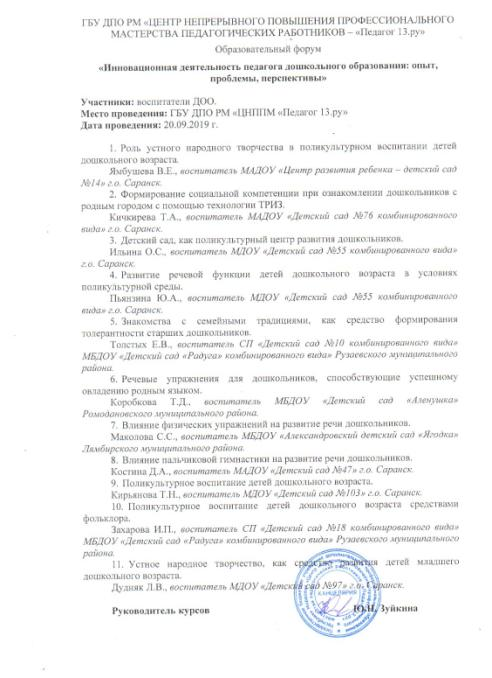 ГБУ ДПО РМ «ЦЕНТР НЕПРЕРЫВНОГО ПОВЫШЕНИЯ ПРОФЕССИОНАЛЬНОГО
МАСТЕРСТВА ПЕДАГОГИЧЕСКИХ РАБОТНИКОВ – «Педагог 13.ру»
Образовательный форум
«Инновационная деятельность педагога дошкольного образования: опыт,
проблемы, перспективы»
Участники: воспитатели ДОО.
Место проведения: ГБУ ДПО РМ «ЦНППМ «Педагог 13.ру»
Дата проведения: 20.09.2019 г.
1. Роль устного народного творчества в поликультурном воспитании детей
дошкольного возраста.
Ямбушева В.Е., воспитатель МАДОУ «Центр развития ребенка – детский сад
№14» г.о. Саранск.
2. Формирование социальной компетенции при ознакомлении дошкольников с
родным городом с помощью технологии ТРИЗ.
Кичкирева Т.А., воспитатель МАДОУ «Детский сад №76 комбинированного
вида» г.о. Саранск.
3. Детский сад, как поликультурный центр развития дошкольников.
Ильина О.С., воспитатель МДОУ «Детский сад №55 комбинированного вида»
г.о. Саранск.
4. Развитие речевой функции детей дошкольного возраста в условиях
поликультурной среды.
Пьянзина Ю.А., воспитатель МДОУ «Детский сад №55 комбинированного
вида» г.о. Саранск.
5. Знакомства с семейными традициями, как средство формирования
толерантности старших дошкольников.
Толстых Е.В., воспитатель СП «Детский сад №10 комбинированного вида»
МБДОУ «Детский сад «Радуга» комбинированного вида» Рузаевского муниципального
района.
6. Речевые упражнения для дошкольников, способствующие успешному
овладению родным языком.
Коробкова Т.Д., воспитатель МБДОУ «Детский сад «Аленушка»
Ромодановского муниципального района.
7. Влияние физических упражнений на развитие речи дошкольников.
Маколова С.С., воспитатель МБДОУ «Александровский детский сад «Ягодка»
Лямбирского муниципального района.
8. Влияние пальчиковой гимнастики на развитие речи дошкольников.
Костина Д.А., воспитатель МАДОУ «Детский сад №47» г.о. Саранск.
9. Поликультурное воспитание детей дошкольного возраста.
Кирьянова Т.Н., воспитатель МДОУ «Детский сад №103» г.о. Саранск.
10. Поликультурное воспитание детей дошкольного возраста средствами
фольклора.
Захарова И.П., воспитатель СП «Детский сад №18 комбинированного вида»
МБДОУ «Детский сад «Радуга» комбинированного вида» Рузаевского муниципального
района.
11. Устное народное творчество, как средство развития детей младшего
дошкольного возраста.
Дудняк Л.В., воспитатель МДОУ «Детский сад №97» г.о. Саранск.
КАНЦЕЛЯРИЯ
Руководитель курсов Ю.Н. Зуйкина